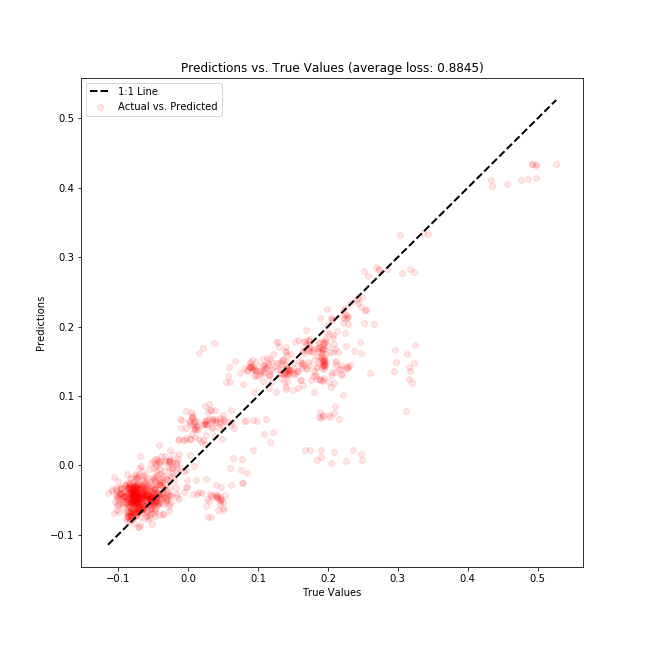 Predictions vs. True Values (average loss: 0.8845)
1:1 Line
Actual vs. Predicted
0.5
0.4
0.3
0.2
0.1
0.0
−0.1
Predictions
−0.1 0.0 0.1 0.2 0.3 0.4 0.5
True Values